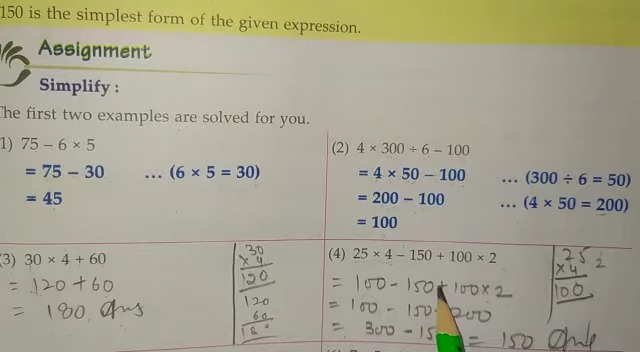 150 is the simplest form of the given expression.
Assignment
Simplify :
The first two examples are solved for you.
1) 75 – 6 × 5
= 75 – 30 ... (6 × 5 = 30)
= 45
(2) 4 × 300 ÷ 6 – 100
= 4 × 50 – 100 ... (300 ÷ 6 = 50)
= 200 – 100 ... (4 × 50 = 200)
= 100
(3) 30 × 4 + 60
= 120 + 60
= 180 Ans
30
× 4
120
120
60
180
(4) 25 × 4 – 150 + 100 × 2
= 100 - 150 + 100 × 2
= 100 - 150 200
= 300 - 15 = 150 Ans
25
× 4
100
2